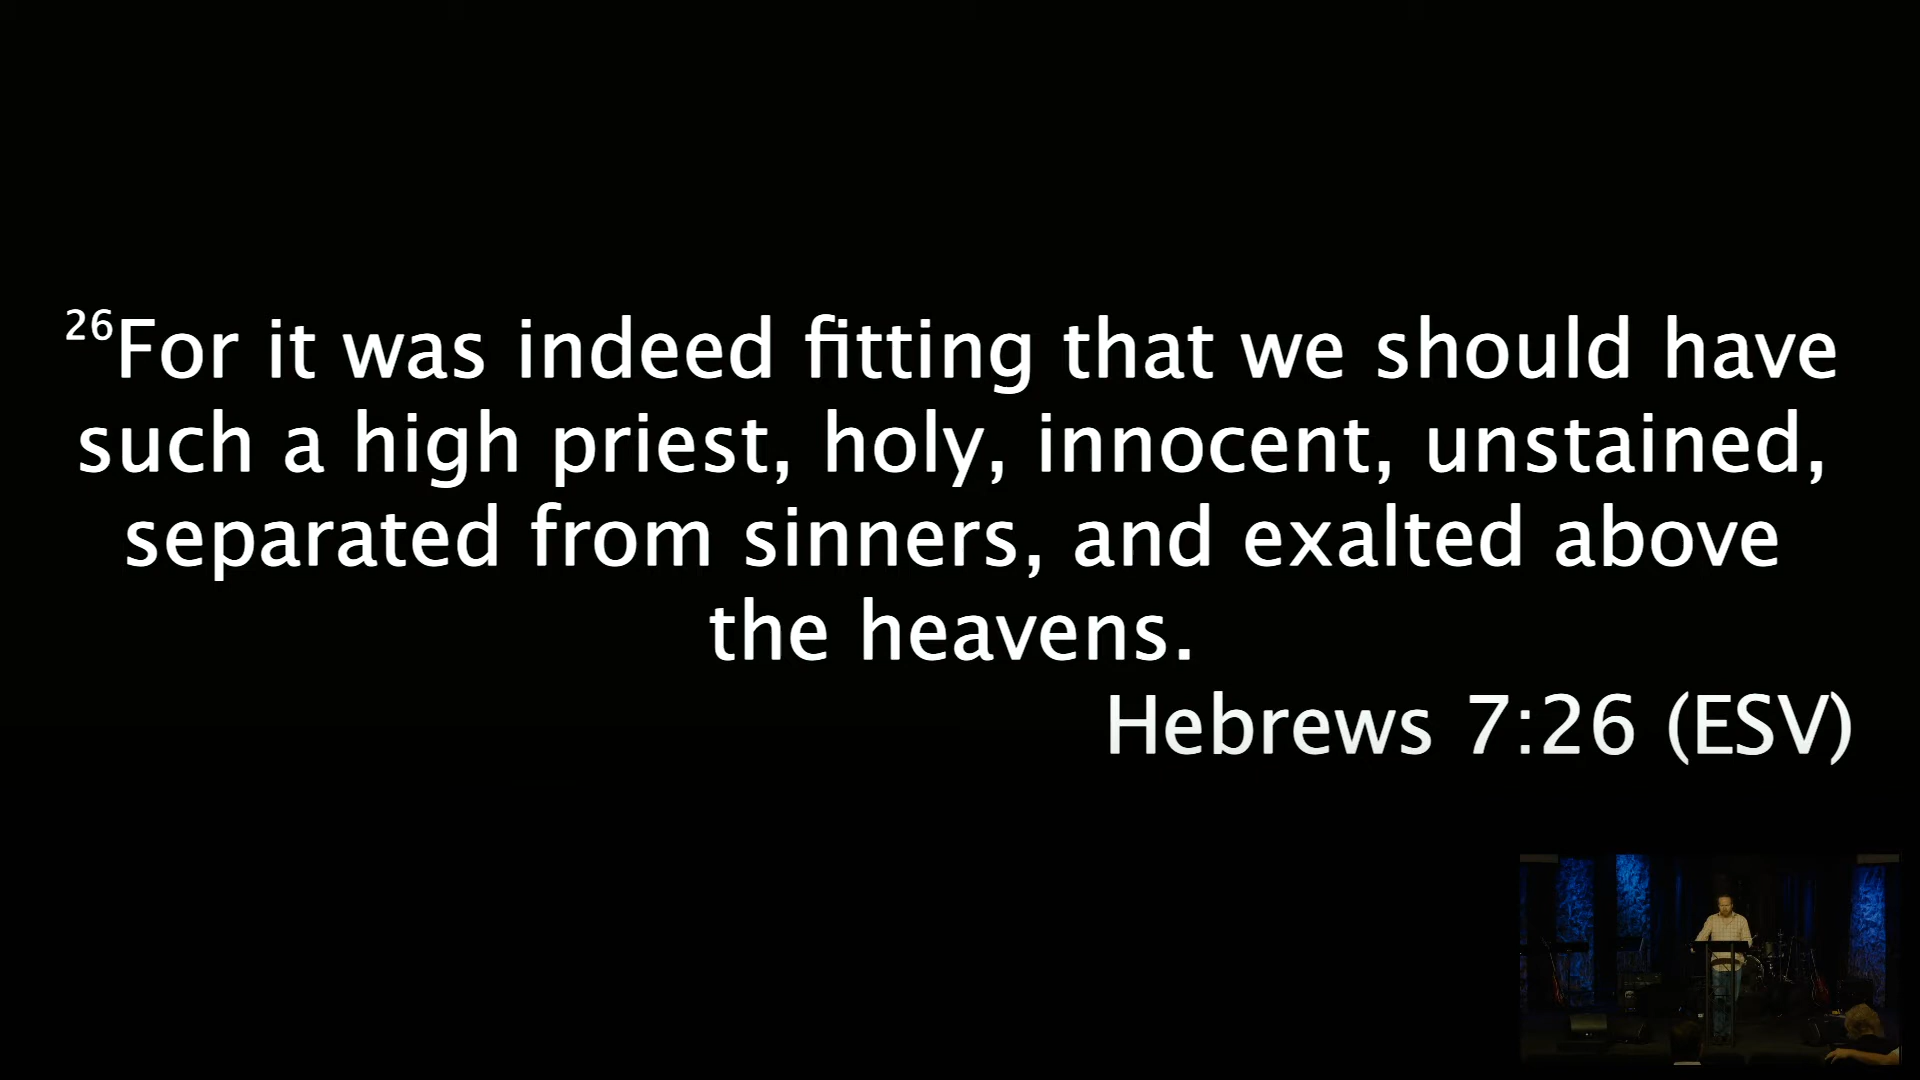 26For it was indeed fitting that we should have
such a high priest, holy, innocent, unstained,
separated from sinners, and exalted above
the heavens.
Hebrews 7:26 (ESV)